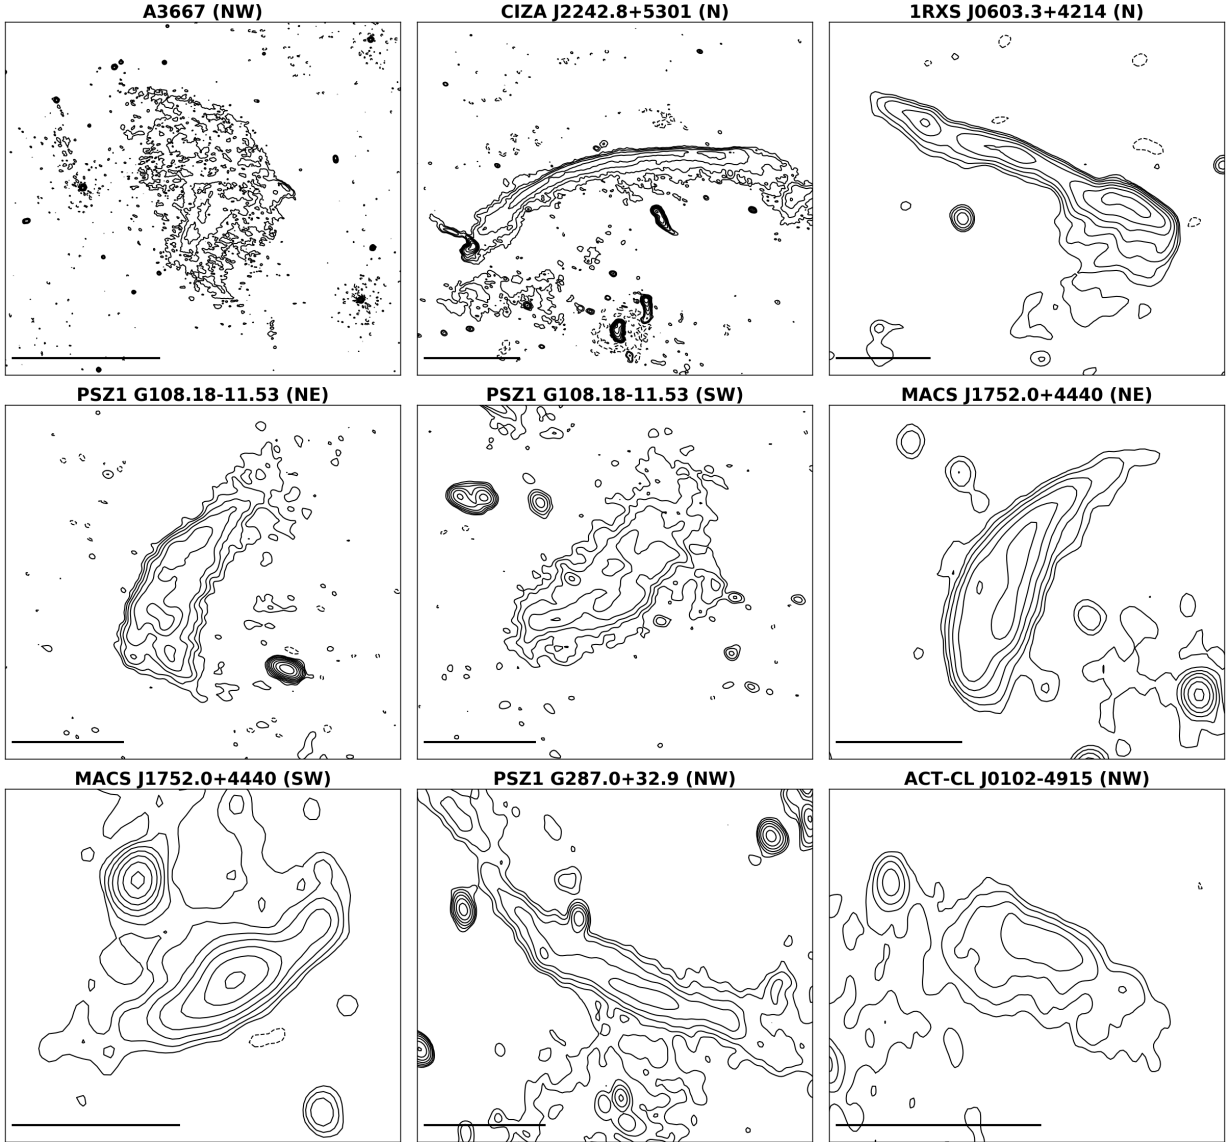 A3667 (NW)
CIZA J2242.8+5301 (N)
1RXS J0603.3+4214 (N)
PSZ1 G108.18-11.53 (NE)
PSZ1 G108.18-11.53 (SW)
MACS J1752.0+4440 (NE)
MACS J1752.0+4440 (SW)
PSZ1 G287.0+32.9 (NW)
ACT-CL J0102-4915 (NW)